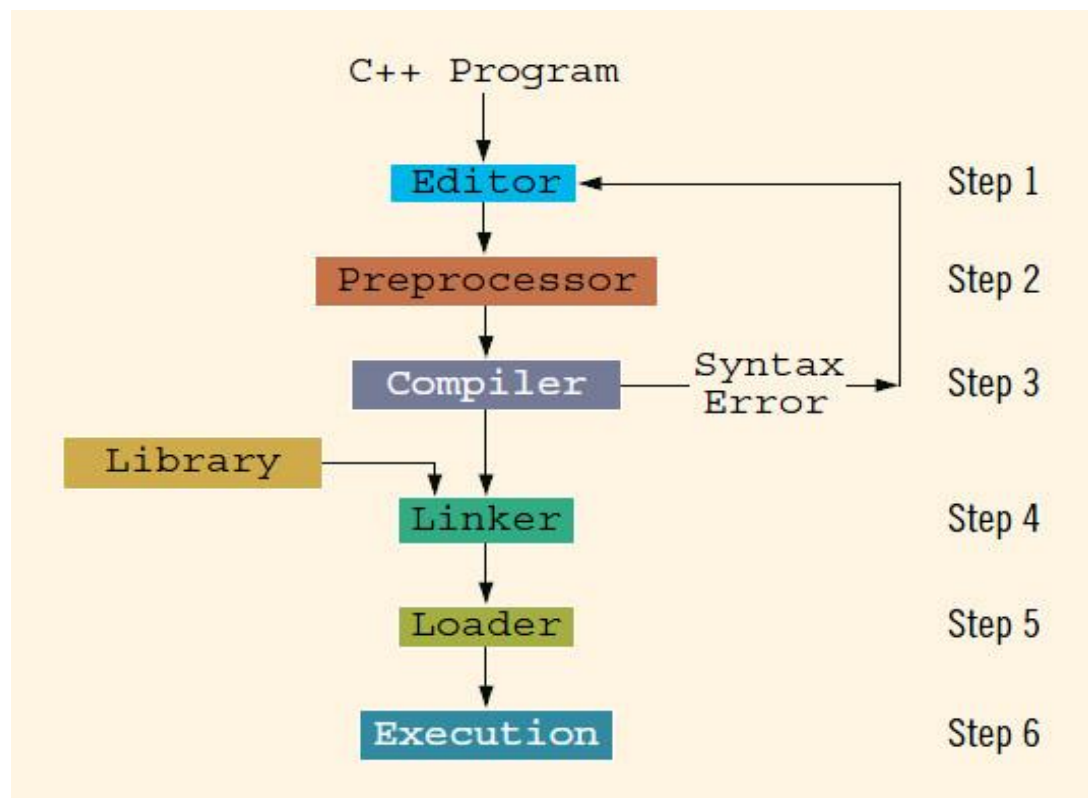 C++ Program
Editor
Step 1
Preprocessor
Step 2
Compiler
Syntax
Error
Step 3
Library
Linker
Step 4
Loader
Step 5
Execution
Step 6